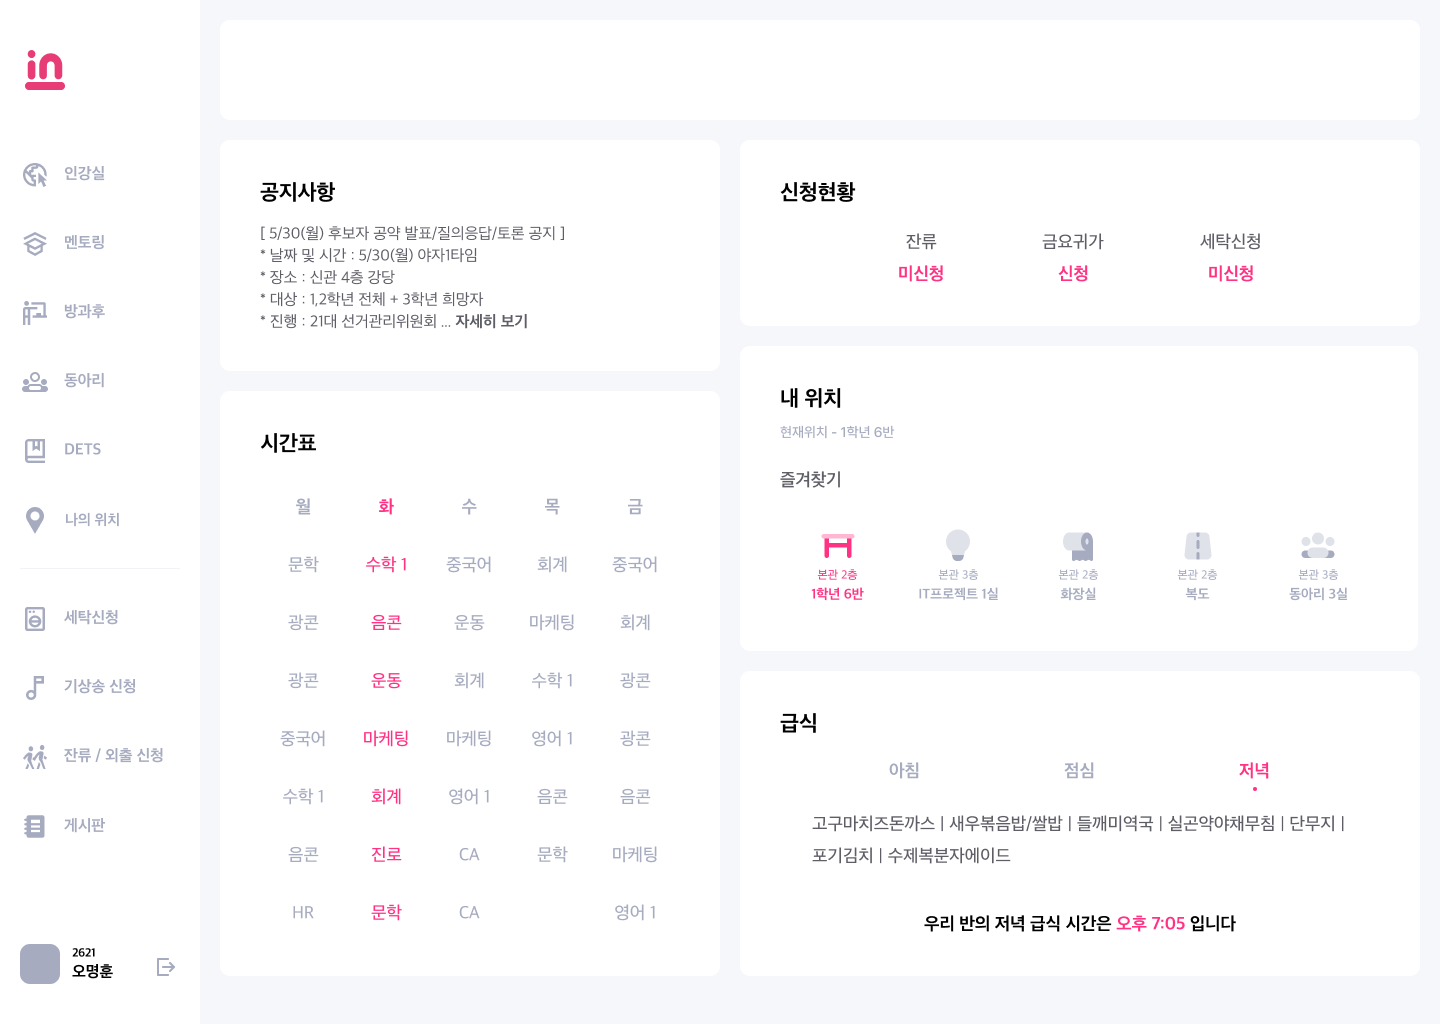 in
인강실
멘토링
방과후
동아리
DETS
나의 위치
세탁신청
기상송 신청
잔류 / 외출 신청
게시판
2621
오명훈
공지사항
[ 5/30(월) 후보자 공약 발표/질의응답/토론 공지 ]
* 날짜 및 시간 : 5/30(월) 야자1타임
* 장소 : 신관 4층 강당
* 대상 : 1,2학년 전체 + 3학년 희망자
* 진행 : 21대 선거관리위원회 ... 자세히 보기
시간표
월 화 수 목 금
문학 수학 1 중국어 회계 중국어
광콘 음콘 운동 마케팅 회계
광콘 운동 회계 수학 1 광콘
중국어 마케팅 마케팅 영어 1 광콘
수학 1 회계 영어 1 음콘 음콘
음콘 진로 CA 문학 마케팅
HR 문학 CA 영어 1
신청현황
잔류 금요귀가 세탁신청
미신청 신청 미신청
내 위치
현재위치 - 1학년 6반
즐겨찾기
본관 2층 본관 3층 본관 2층 본관 2층 본관 3층
1학년 6반 IT프로젝트 1실 화장실 복도 동아리 3실
급식
아침 점심 저녁
고구마치즈돈까스 | 새우볶음밥/쌀밥 | 들깨미역국 | 실곤약야채무침 | 단무지 |
포기김치 | 수제복분자에이드
우리 반의 저녁 급식 시간은 오후 7:05 입니다